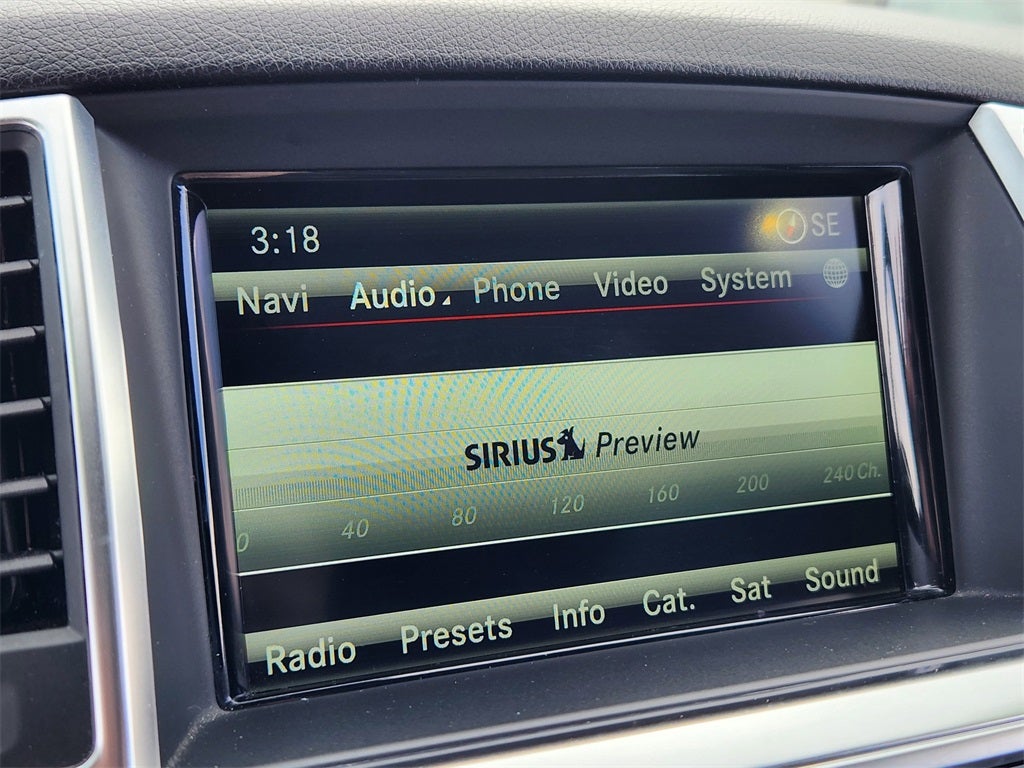 3:18 SE
Navi Audio Phone Video System
SIRIUS Preview
0 40 80 120 160 200 240 Ch.
Radio Presets Info Cat. Sat Sound